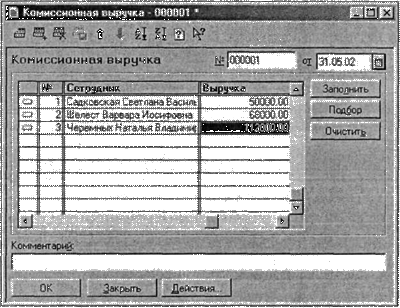 Комиссионная выручка - 000001 *
Комиссионная выручка № 000001 от 31.05.02
№ Сотрудник Выручка
1 Садковская Светлана Василь 50000.00
2 Шелест Варвара Иосифовна 68000.00
3 Черемных Наталья Владимир
Заполнить
Подбор
Очистить
Комментарий:
OK Закрыть Действия...